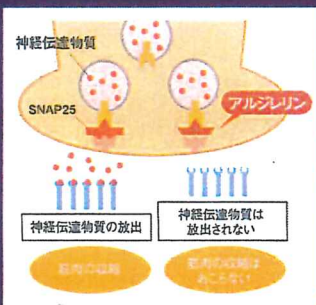 神経伝達物質
SNAP25
アルジレリン
神経伝達物質の放出
神経伝達物質は
放出されない
筋肉の収縮
筋肉の収縮は
おこらない